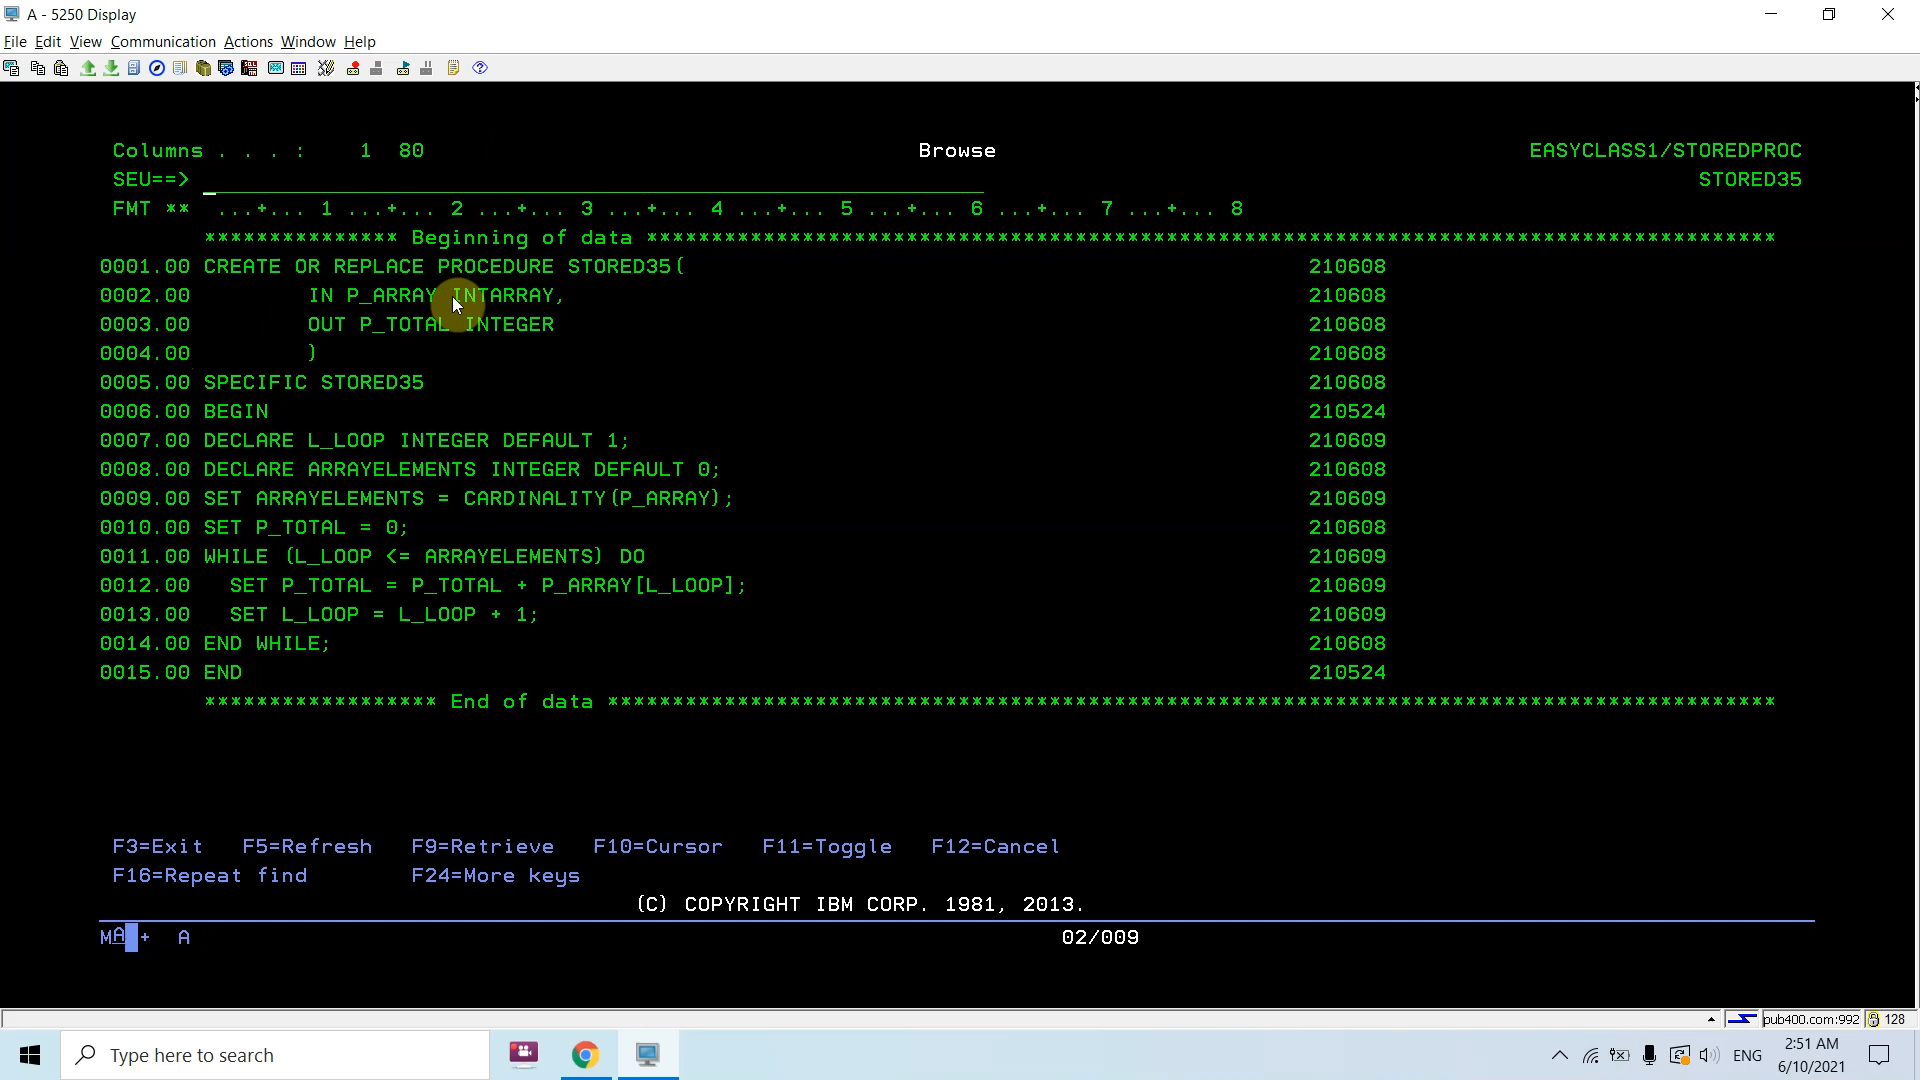 A - 5250 Display
File Edit View Communication Actions Window Help
Columns . . . : 1 80 Browse EASYCLASS1/STOREDPROC
SEU==> STORED35
FMT ** ...+... 1 ...+... 2 ...+... 3 ...+... 4 ...+... 5 ...+... 6 ...+... 7 ...+... 8
*************** Beginning of data ***************************************************************************************
0001.00 CREATE OR REPLACE PROCEDURE STORED35( 210608
0002.00 IN P_ARRAY INTARRAY, 210608
0003.00 OUT P_TOTAL INTEGER 210608
0004.00 ) 210608
0005.00 SPECIFIC STORED35 210608
0006.00 BEGIN 210524
0007.00 DECLARE L_LOOP INTEGER DEFAULT 1; 210609
0008.00 DECLARE ARRAYELEMENTS INTEGER DEFAULT 0; 210608
0009.00 SET ARRAYELEMENTS = CARDINALITY(P_ARRAY); 210609
0010.00 SET P_TOTAL = 0; 210608
0011.00 WHILE (L_LOOP <= ARRAYELEMENTS) DO 210609
0012.00 SET P_TOTAL = P_TOTAL + P_ARRAY[L_LOOP]; 210609
0013.00 SET L_LOOP = L_LOOP + 1; 210609
0014.00 END WHILE; 210608
0015.00 END 210524
****************** End of data ******************************************************************************************
F3=Exit F5=Refresh F9=Retrieve F10=Cursor F11=Toggle F12=Cancel
F16=Repeat find F24=More keys
(C) COPYRIGHT IBM CORP. 1981, 2013.
MA + A 02/009
pub400.com:992 128
Type here to search ENG 2:51 AM
6/10/2021